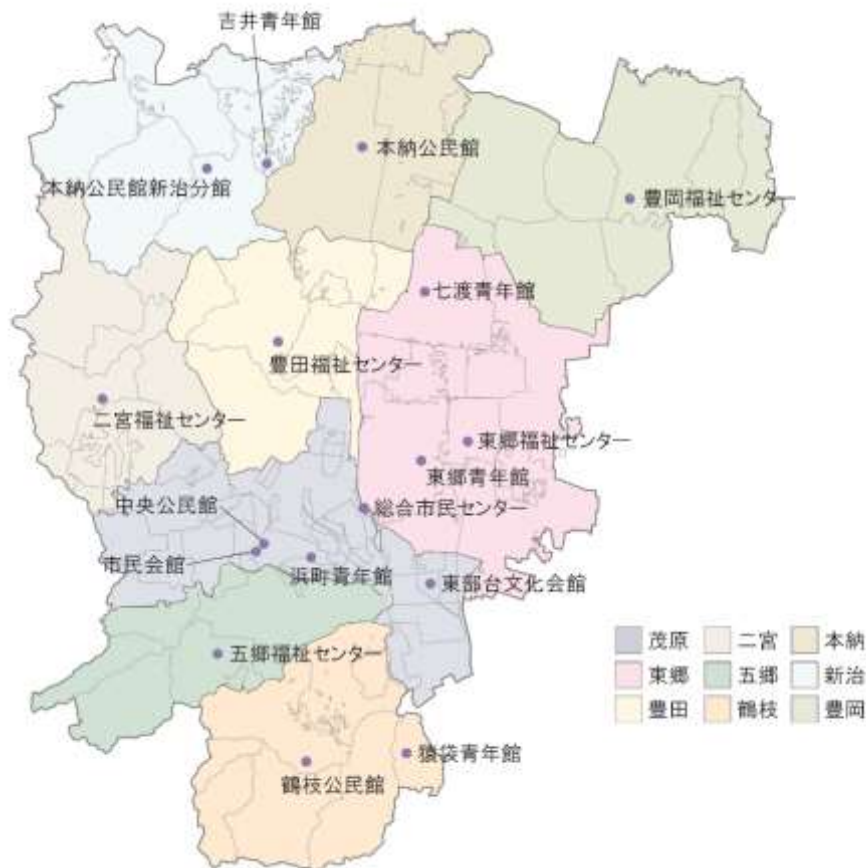 吉井青年館
本納公民館
本納公民館新治分館
豊岡福祉センター
七渡青年館
豊田福祉センター
二宮福祉センター
東郷福祉センター
東郷青年館
中央公民館
総合市民センター
市民会館
浜町青年館
東部台文化会館
五郷福祉センター
茂原 二宮 本納
東郷 五郷 新治
豊田 鶴枝 豊岡
猿袋青年館
鶴枝公民館